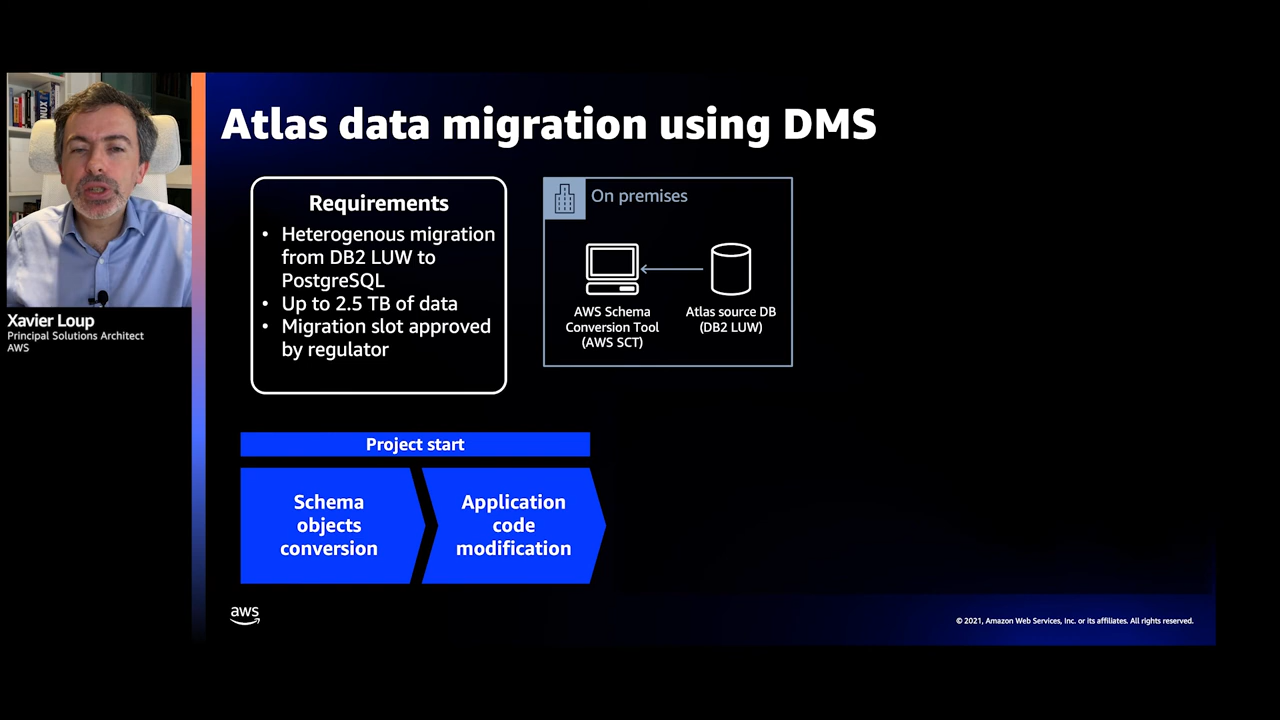 Atlas data migration using DMS
Requirements
• Heterogenous migration
from DB2 LUW to
PostgreSQL
• Up to 2.5 TB of data
• Migration slot approved
by regulator
On premises
AWS Schema
Conversion Tool
(AWS SCT)
Atlas source DB
(DB2 LUW)
Xavier Loup
Principal Solutions Architect
AWS
Project start
Schema
objects
conversion
Application
code
modification
aws
© 2021, Amazon Web Services, Inc. or its affiliates. All rights reserved.